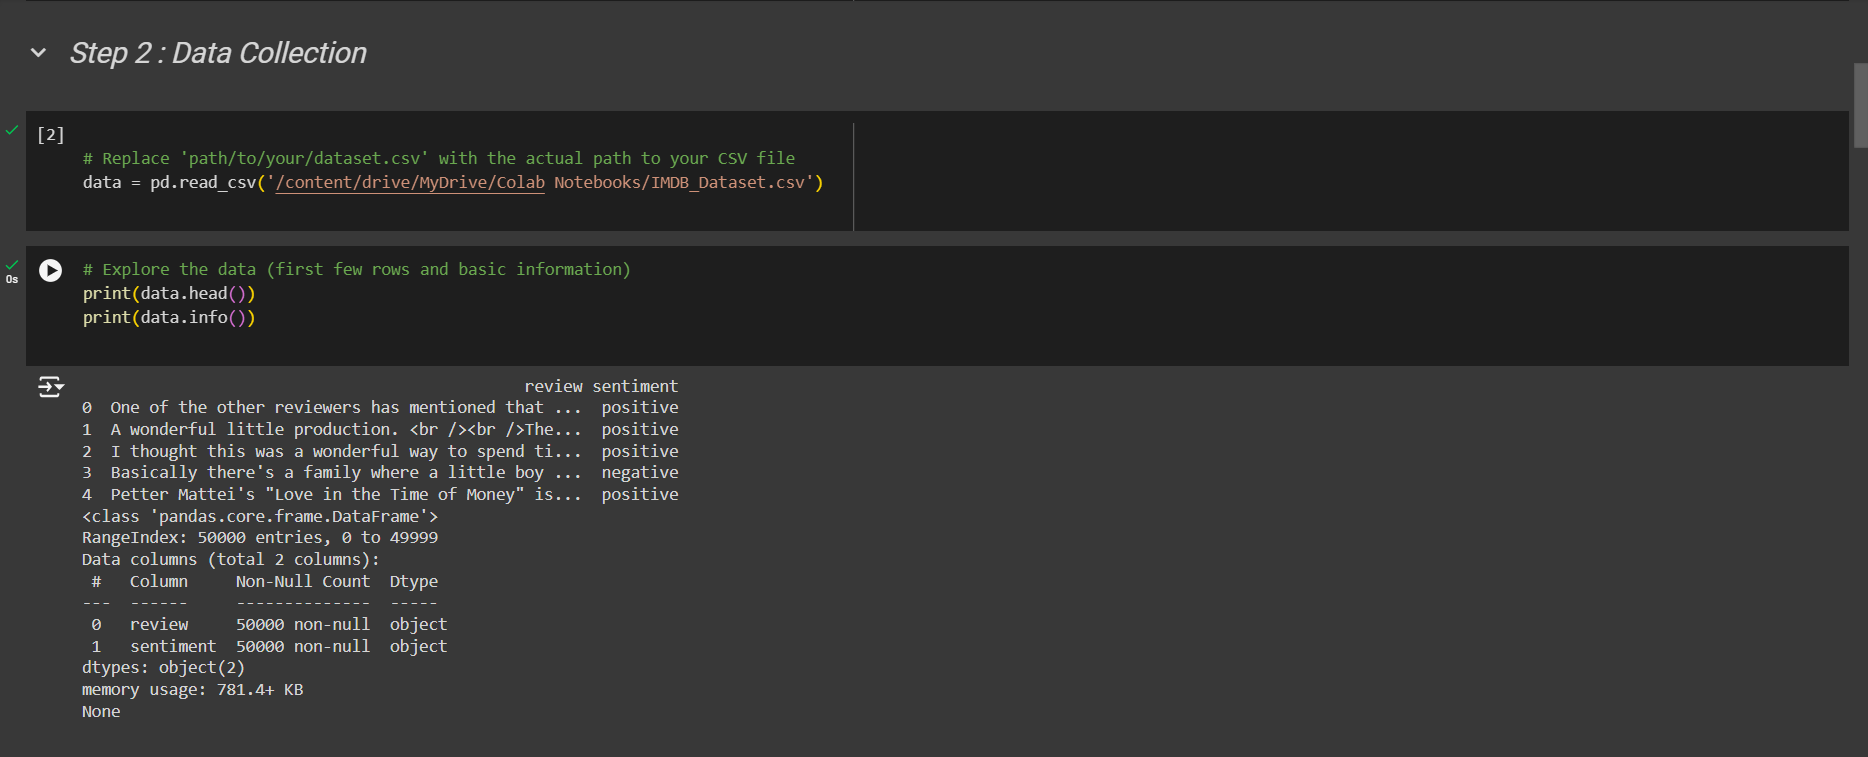 Step 2 : Data Collection
[2]
# Replace 'path/to/your/dataset.csv' with the actual path to your CSV file
data = pd.read_csv('/content/drive/MyDrive/Colab Notebooks/IMDB_Dataset.csv')
0s
# Explore the data (first few rows and basic information)
print(data.head())
print(data.info())
                                              review sentiment
0  One of the other reviewers has mentioned that ...  positive
1  A wonderful little production. <br /><br />The...  positive
2  I thought this was a wonderful way to spend ti...  positive
3  Basically there's a family where a little boy ...  negative
4  Petter Mattei's "Love in the Time of Money" is...  positive
<class 'pandas.core.frame.DataFrame'>
RangeIndex: 50000 entries, 0 to 49999
Data columns (total 2 columns):
 #   Column     Non-Null Count  Dtype
---  ------     --------------  -----
 0   review     50000 non-null  object
 1   sentiment  50000 non-null  object
dtypes: object(2)
memory usage: 781.4+ KB
None